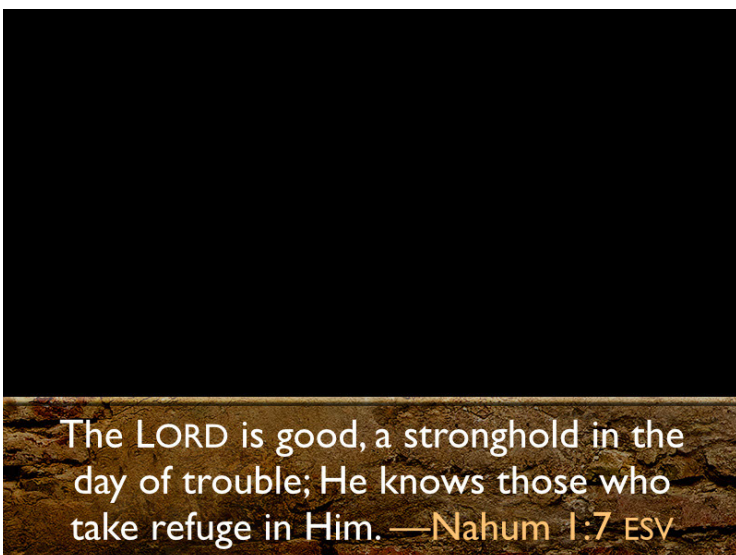 The LORD is good, a stronghold in the
day of trouble; He knows those who
take refuge in Him. —Nahum 1:7 ESV